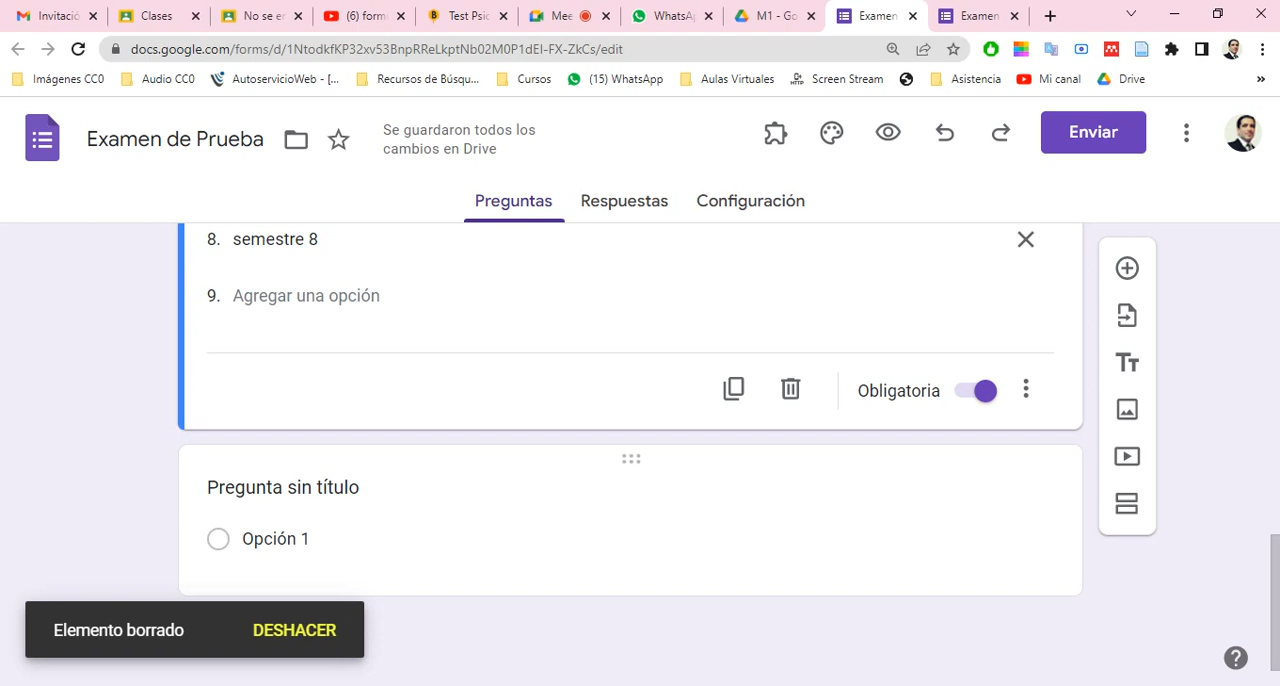 Invitació
Clases
No se en
(6) form
Test Psic
Mee
WhatsA
M1 - Go
Examen
Examen
docs.google.com/forms/d/1NtodkfKP32xv53BnpRReLkptNb02M0P1dEI-FX-ZkCs/edit
Imágenes CC0
Audio CC0
AutoservicioWeb - [...
Recursos de Búsqu...
Cursos
(15) WhatsApp
Aulas Virtuales
Screen Stream
Asistencia
Mi canal
Drive
»
Examen de Prueba
Se guardaron todos los
cambios en Drive
Enviar
Preguntas
Respuestas
Configuración
8. semestre 8
9. Agregar una opción
Obligatoria
Pregunta sin título
Opción 1
Elemento borrado
DESHACER